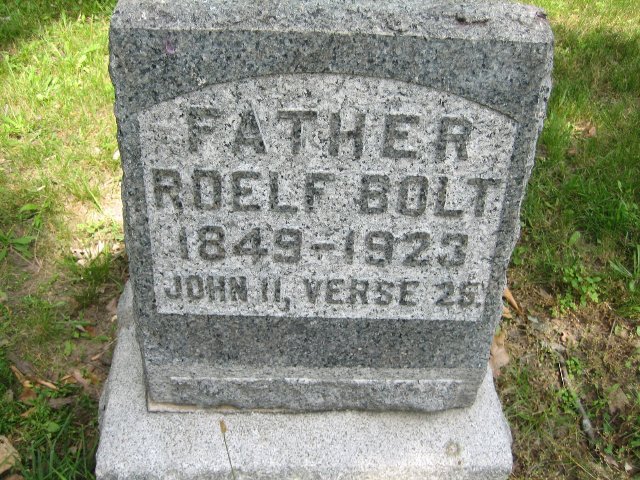 FATHER
ROELF BOLT
1849-1923
JOHN 11, VERSE 25.